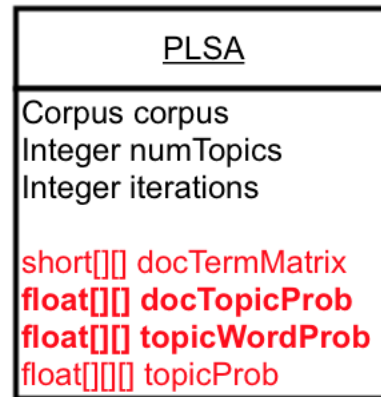 PLSA
Corpus corpus
Integer numTopics
Integer iterations
short[][] docTermMatrix
float[][] docTopicProb
float[][] topicWordProb
float[][][] topicProb